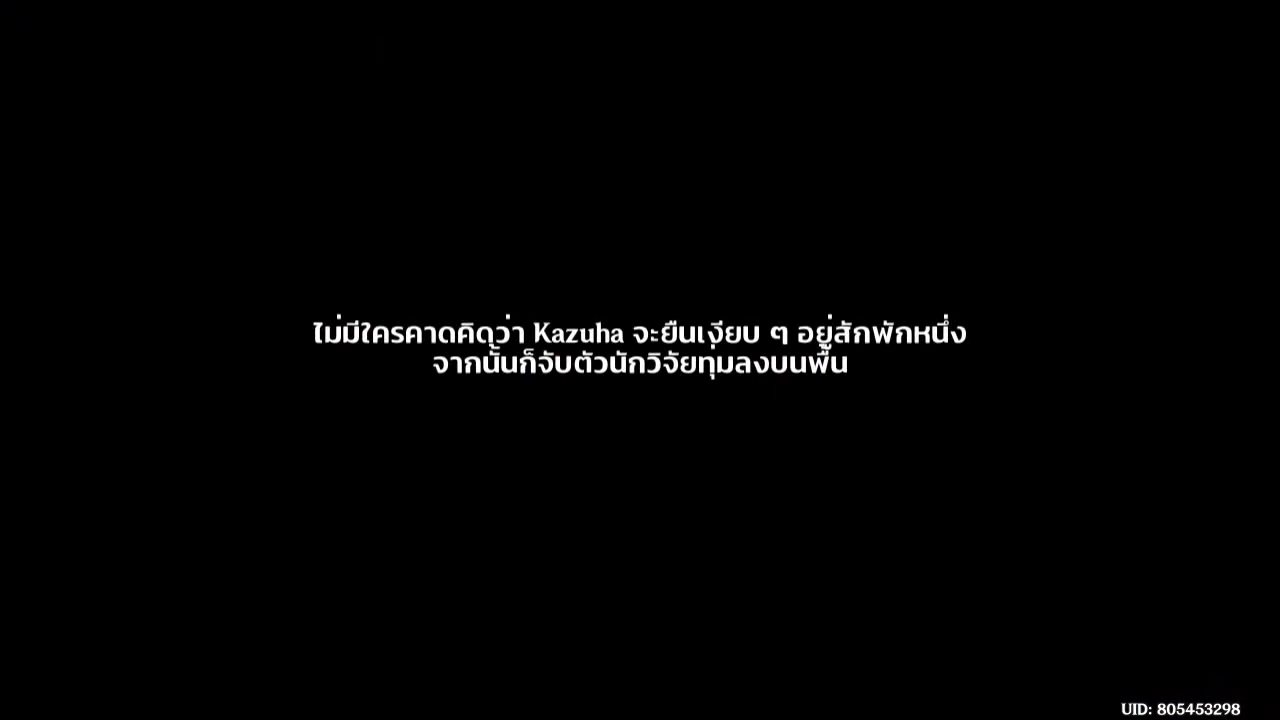 ไม่มีใครคาดคิดว่า Kazuha จะยืนเงียบ ๆ อยู่สักพักหนึ่ง
จากนั้นก็จับตัวนักวิจัยทุ่มลงบนพื้น
UID: 805453298